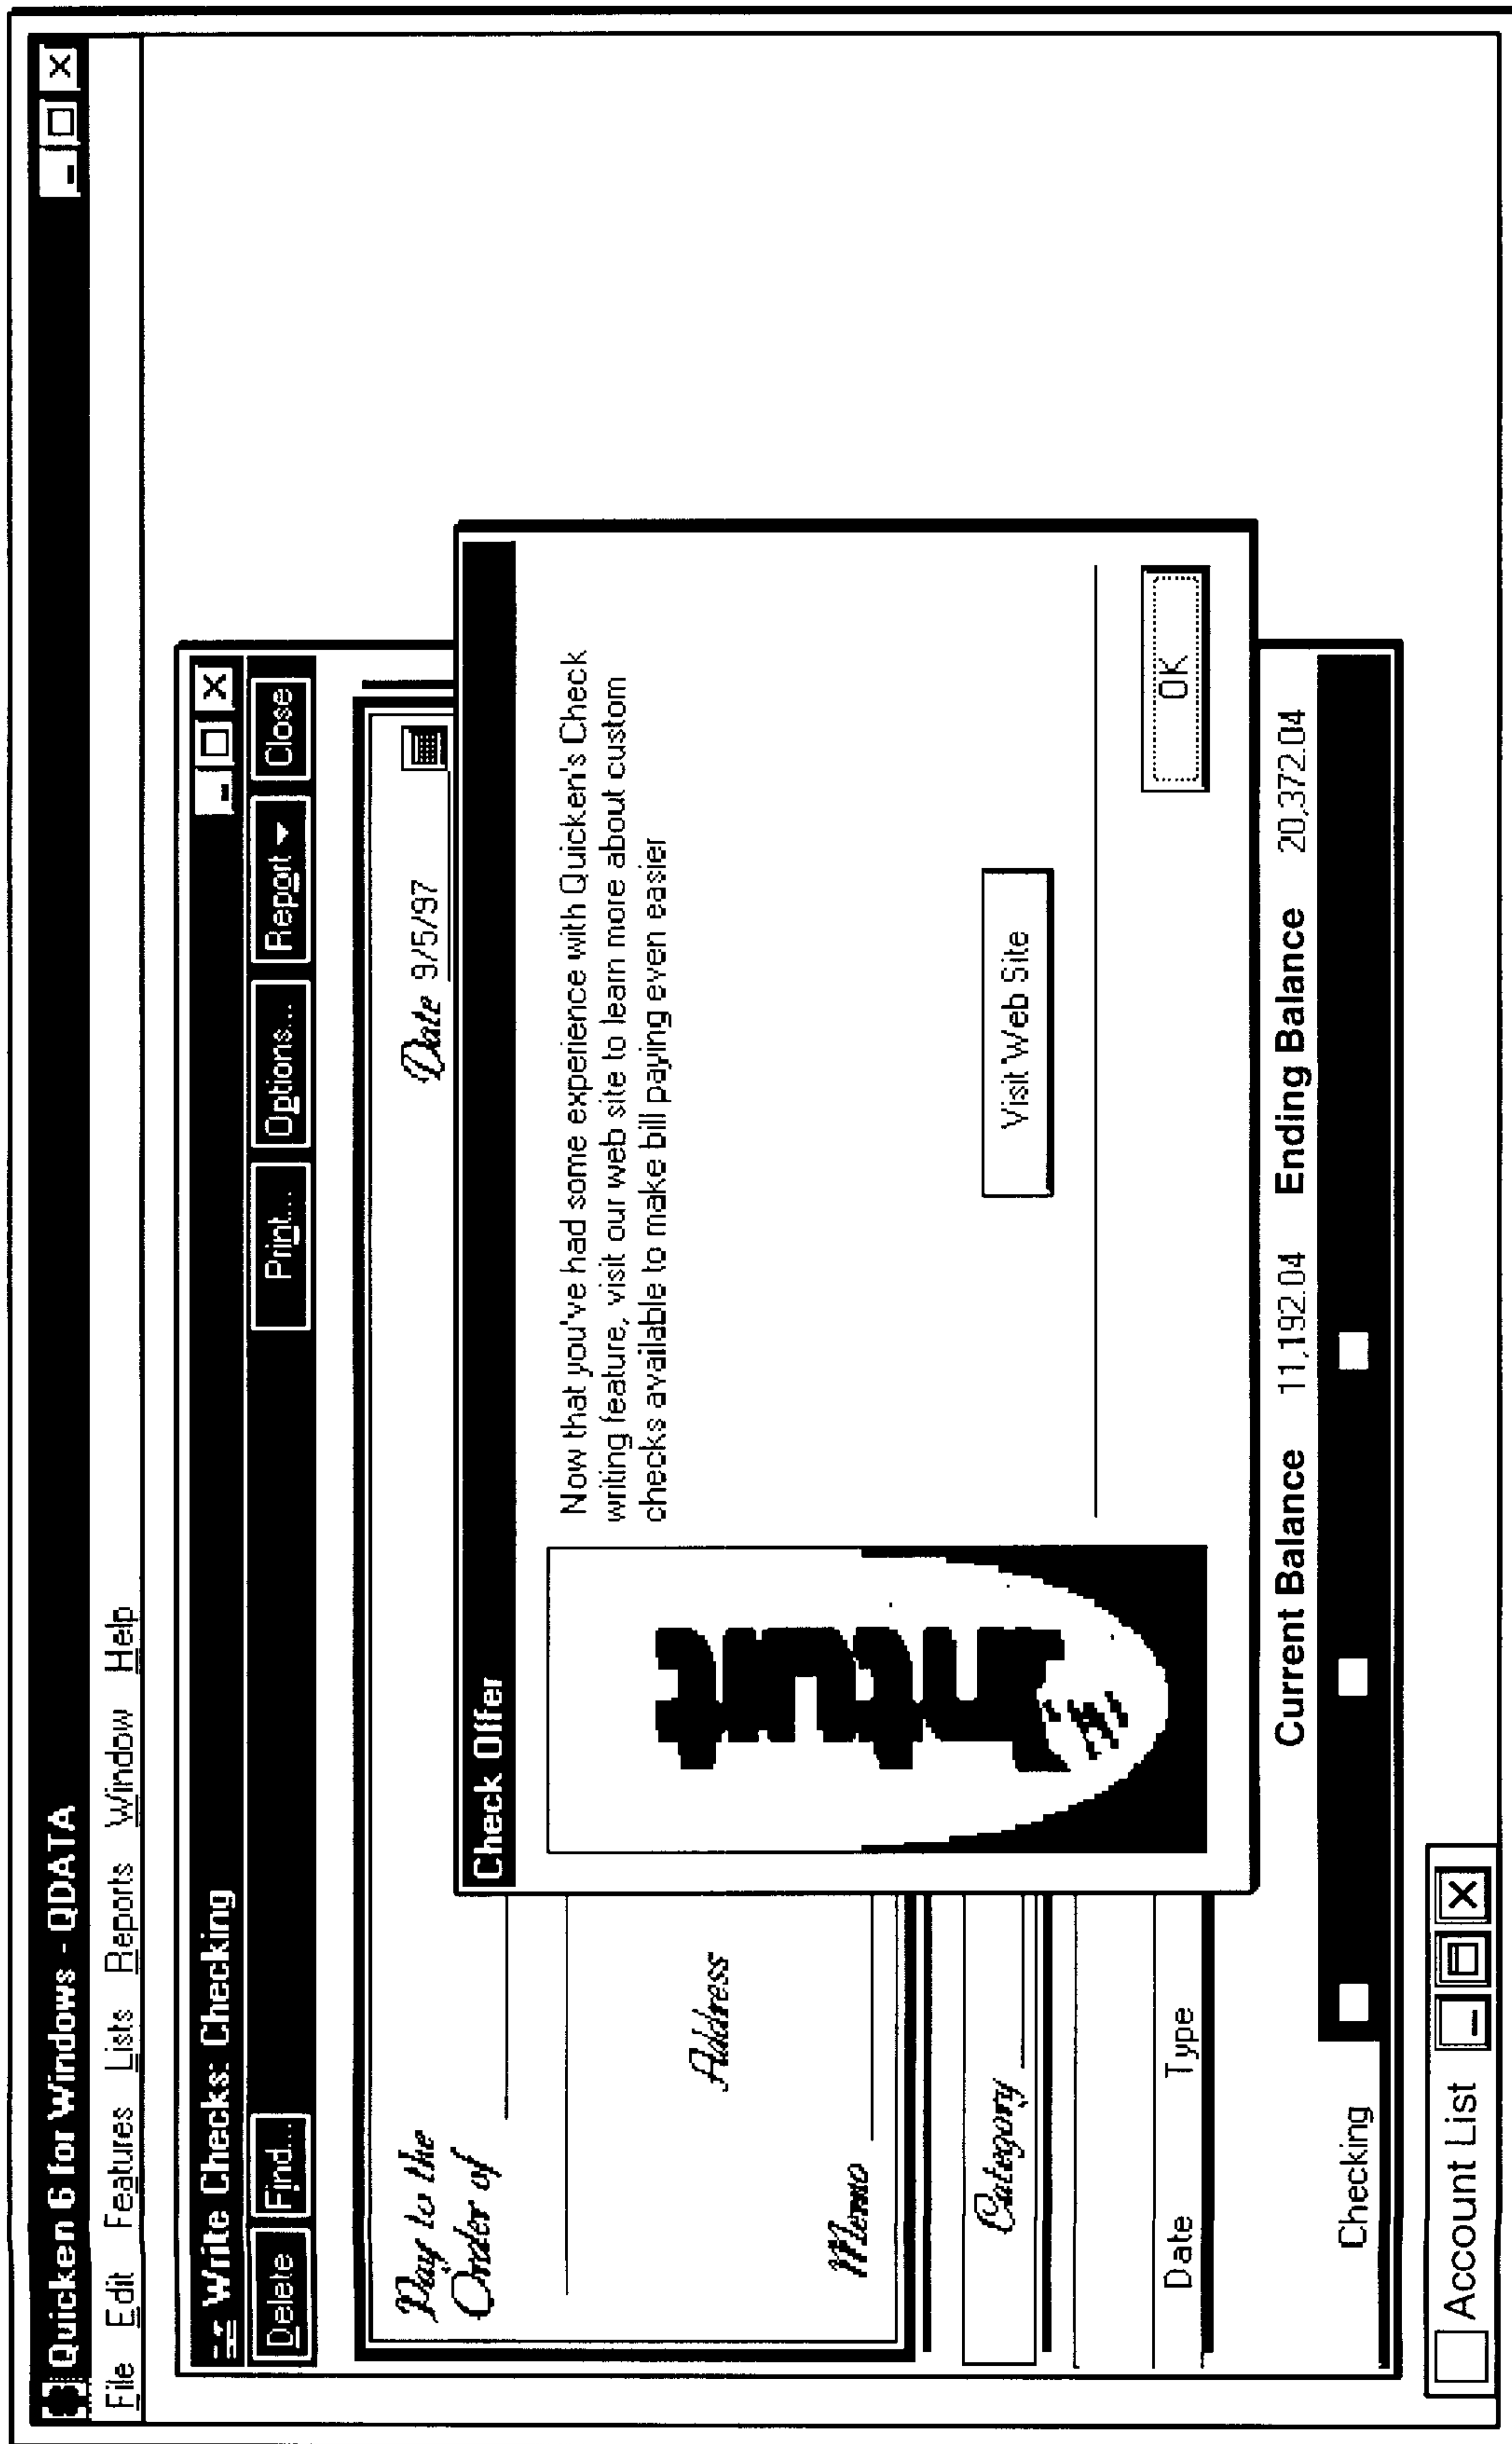 Quicken 6 for Windows - QDATA
File Edit Features Lists Reports Window Help
Write Checks: Checking
Delete Find... Print... Options... Report Close
Pay to the
Order of
Date 9/5/97
Check Offer
Now that you've had some experience with Quicken's Check
writing feature, visit our web site to learn more about custom
checks available to make bill paying even easier
Address
Memo
intuit
Category
Visit Web Site
Date Type
OK
Current Balance 11,192.04 Ending Balance 20,372.04
Checking
Account List